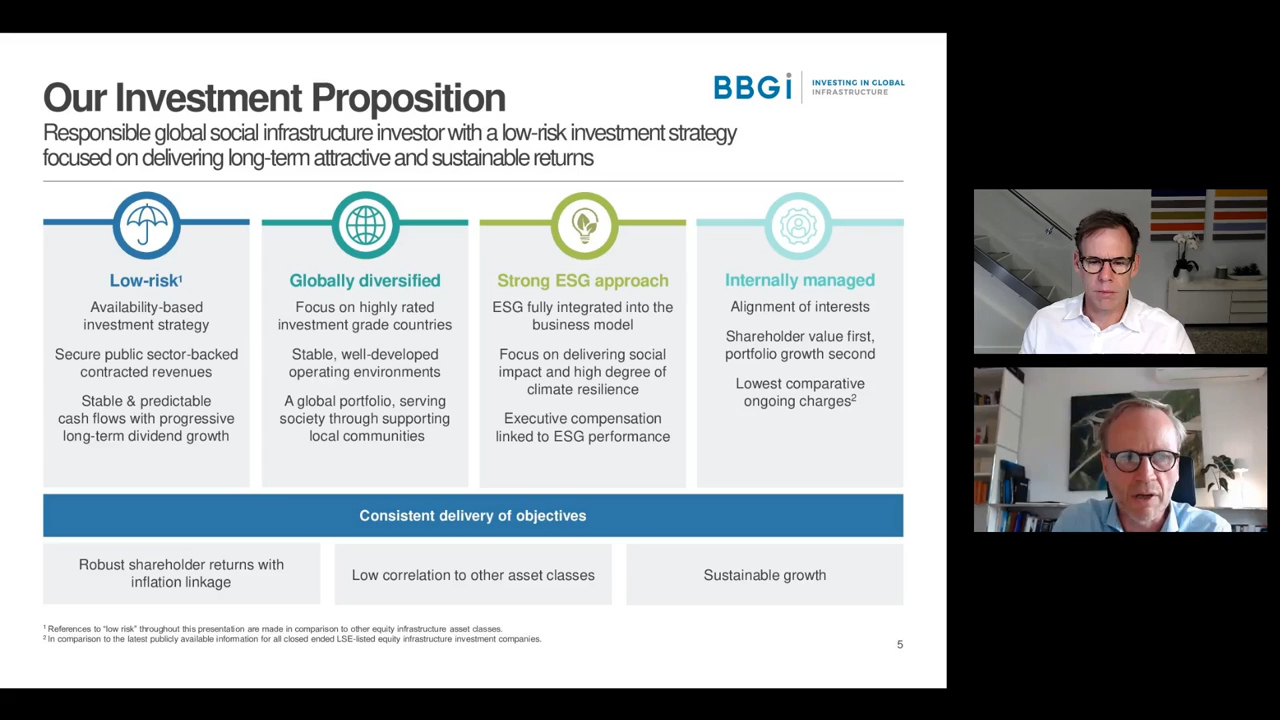 Our Investment Proposition
BBGi
INVESTING IN GLOBAL
INFRASTRUCTURE
Responsible global social infrastructure investor with a low-risk investment strategy
focused on delivering long-term attractive and sustainable returns
Low-risk¹
Availability-based
investment strategy
Secure public sector-backed
contracted revenues
Stable & predictable
cash flows with progressive
long-term dividend growth
Globally diversified
Focus on highly rated
investment grade countries
Stable, well-developed
operating environments
A global portfolio, serving
society through supporting
local communities
Strong ESG approach
ESG fully integrated into the
business model
Focus on delivering social
impact and high degree of
climate resilience
Executive compensation
linked to ESG performance
Internally managed
Alignment of interests
Shareholder value first,
portfolio growth second
Lowest comparative
ongoing charges²
Consistent delivery of objectives
Robust shareholder returns with
inflation linkage
Low correlation to other asset classes
Sustainable growth
¹ References to “low risk” throughout this presentation are made in comparison to other equity infrastructure asset classes.
² In comparison to the latest publicly available information for all closed ended LSE-listed equity infrastructure investment companies.
5